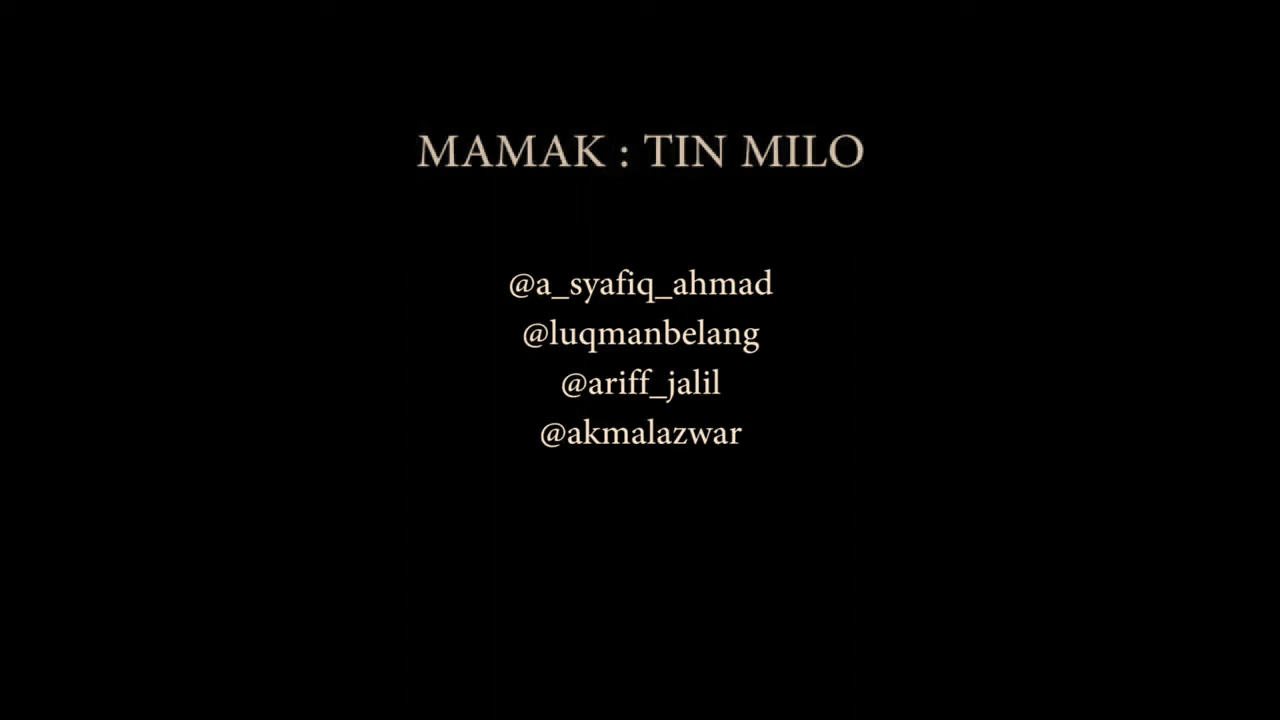 MAMAK : TIN MILO
@a_syafiq_ahmad
@luqmanbelang
@ariff_jalil
@akmalazwar